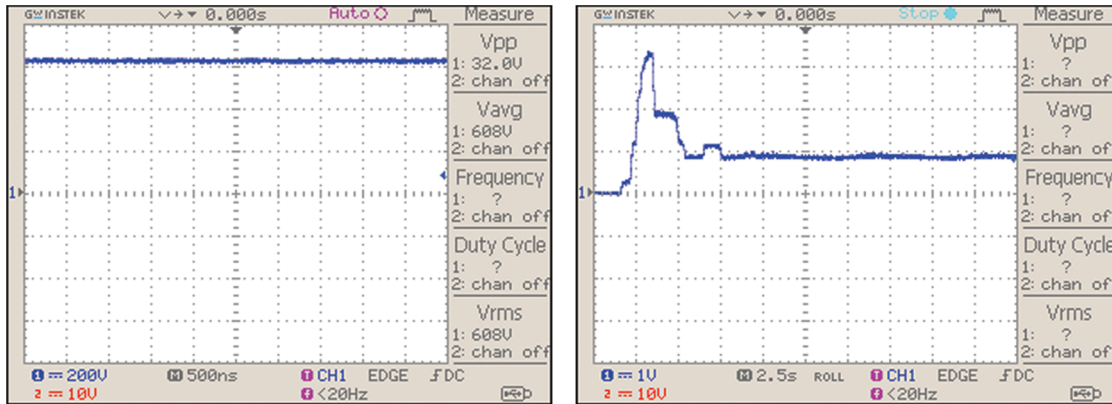 GWINSTEK 0.000s Auto Measure
Vpp
1: 32.0V
2: chan off
Vavg
1: 608V
2: chan off
Frequency
1: ?
2: chan off
Duty Cycle
1: ?
2: chan off
Vrms
1: 608V
2: chan off
1
1 200V M 500ns T CH1 EDGE DC
2 10V f <20Hz
GWINSTEK 0.000s Stop Measure
Vpp
1: ?
2: chan off
Vavg
1: ?
2: chan off
Frequency
1: ?
2: chan off
Duty Cycle
1: ?
2: chan off
Vrms
1: ?
2: chan off
1
1 1V M 2.5s ROLL T CH1 EDGE DC
2 10V f <20Hz